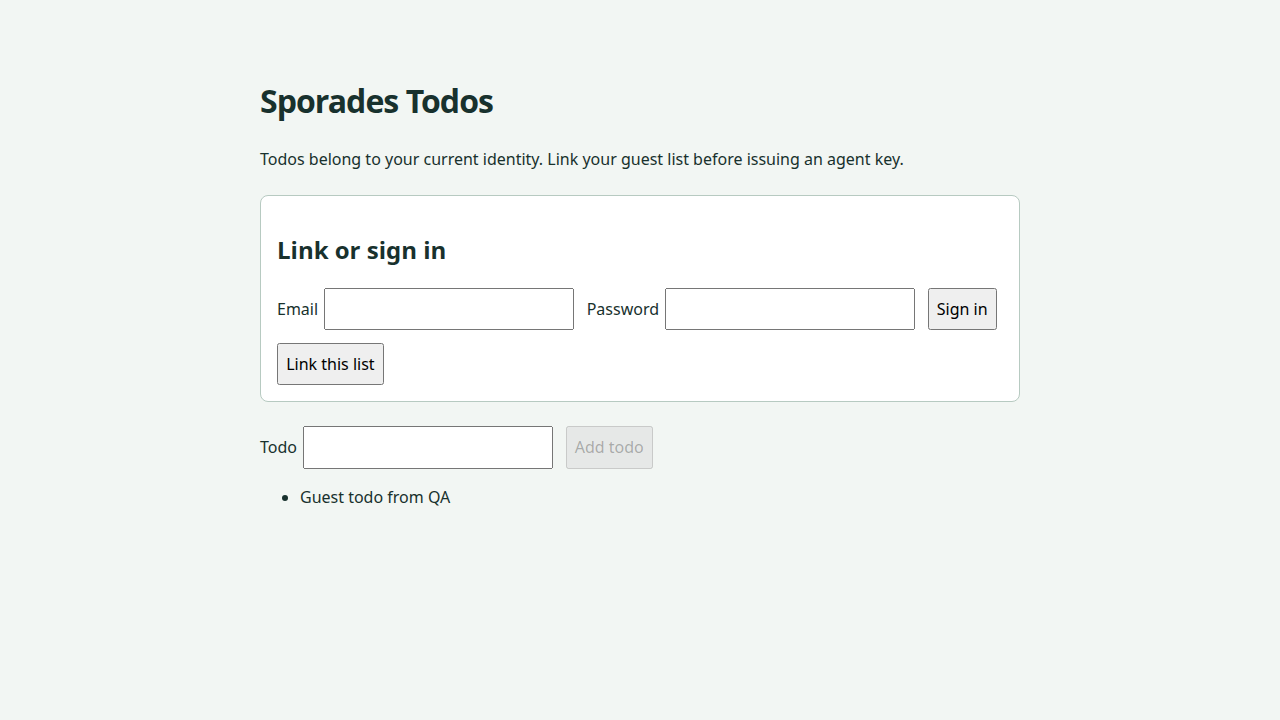 Sporades Todos
Todos belong to your current identity. Link your guest list before issuing an agent key.
Link or sign in
Email Password Sign in
Link this list
Todo Add todo
Guest todo from QA